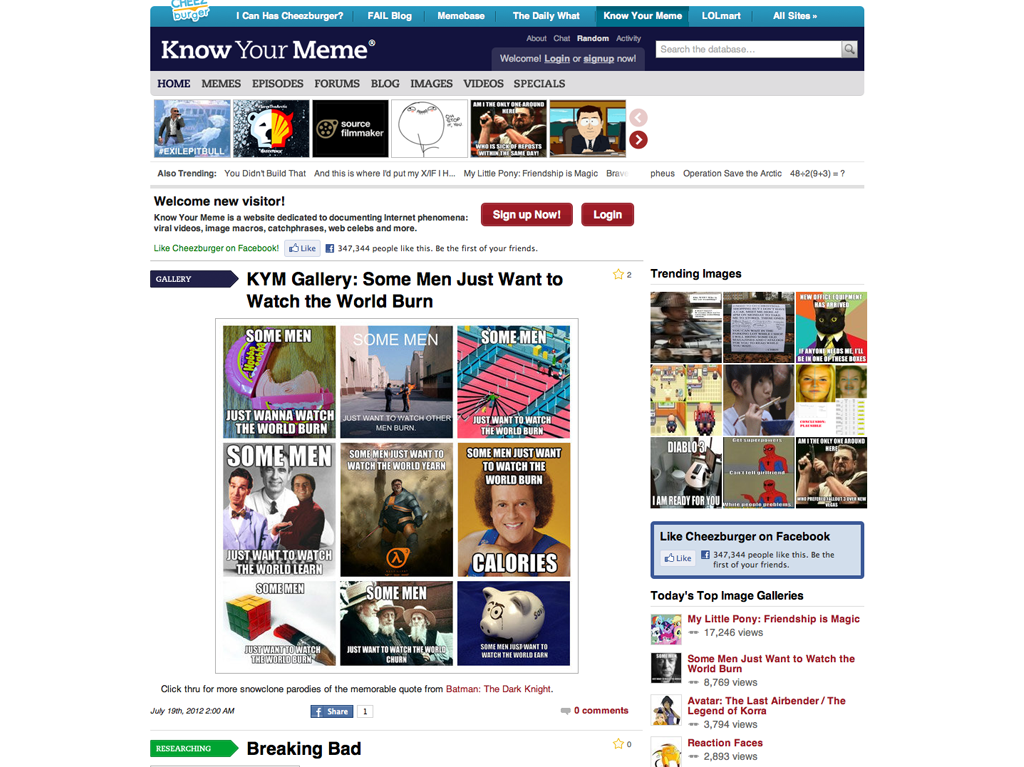 CHEEZ
burger
I Can Has Cheezburger?
FAIL Blog
Memebase
The Daily What
Know Your Meme
LOLmart
All Sites »
Know Your Meme®
About Chat Random Activity
Welcome! Login or signup now!
Search the database...
HOME MEMES EPISODES FORUMS BLOG IMAGES VIDEOS SPECIALS
#EXILEPITBULL
source
filmmaker
AM I THE ONLY ONE AROUND
HERE
WHO IS SICK OF REPOSTS
WITHIN THE SAME DAY!
Also Trending: You Didn't Build That And this is where I'd put my X/IF I H... My Little Pony: Friendship is Magic Brave pheus Operation Save the Arctic 48÷2(9+3) = ?
Welcome new visitor!
Know Your Meme is a website dedicated to documenting Internet phenomena:
viral videos, image macros, catchphrases, web celebs and more.
Sign up Now!
Login
Like Cheezburger on Facebook!
Like
347,344 people like this. Be the first of your friends.
GALLERY
KYM Gallery: Some Men Just Want to
Watch the World Burn
2
SOME MEN
JUST WANNA WATCH
THE WORLD BURN
SOME MEN
JUST WANT TO WATCH OTHER
MEN BURN.
SOME MEN
JUST WANT TO WATCH
THE WORLD BURN
SOME MEN
JUST WANT TO WATCH
THE WORLD LEARN
SOME MEN JUST WANT TO
WATCH THE WORLD YEARN
SOME MEN JUST WANT
TO WATCH THE
WORLD BURN
CALORIES
SOME MEN
JUST WANT TO WATCH
THE WORLD BURN
SOME MEN
JUST WANT TO WATCH THE WORLD
CHURN
SOME MEN JUST WANT TO
WATCH THE WORLD EARN
Click thru for more snowclone parodies of the memorable quote from Batman: The Dark Knight.
July 19th, 2012 2:00 AM
Share
1
0 comments
RESEARCHING
Breaking Bad
0
Trending Images
NEW OFFICE EQUIPMENT
HAS ARRIVED
IF ANYONE NEEDS ME, I'LL
BE IN ONE OF THESE BOXES
DIABLO 3
I AM READY FOR YOU
Get superpowers
Can't tell girlfriend
While people problems
AM I THE ONLY ONE AROUND
HERE
WHO PREFERED FALLOUT 3 OVER NEW
VEGAS
Like Cheezburger on Facebook
Like
347,344 people like this. Be the
first of your friends.
Today's Top Image Galleries
My Little Pony: Friendship is Magic
17,246 views
Some Men Just Want to Watch the
World Burn
8,769 views
Avatar: The Last Airbender / The
Legend of Korra
3,794 views
Reaction Faces
2,893 views